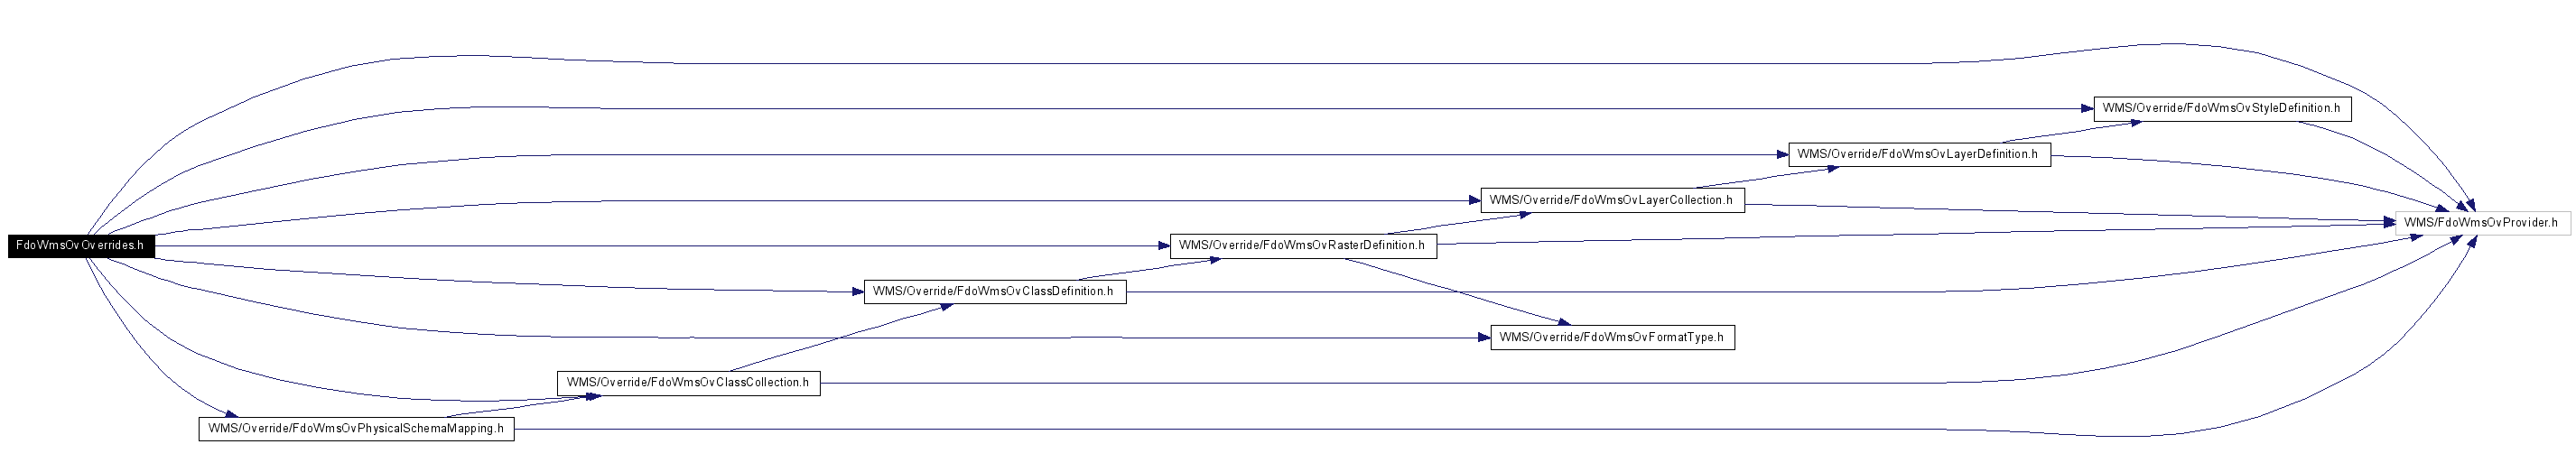 WMS/Override/FdoWmsOvStyleDefinition.h
WMS/Override/FdoWmsOvLayerDefinition.h
WMS/Override/FdoWmsOvLayerCollection.h
WMS/FdoWmsOvProvider.h
FdoWmsOvOverrides.h
WMS/Override/FdoWmsOvRasterDefinition.h
WMS/Override/FdoWmsOvClassDefinition.h
WMS/Override/FdoWmsOvFormatType.h
WMS/Override/FdoWmsOvClassCollection.h
WMS/Override/FdoWmsOvPhysicalSchemaMapping.h